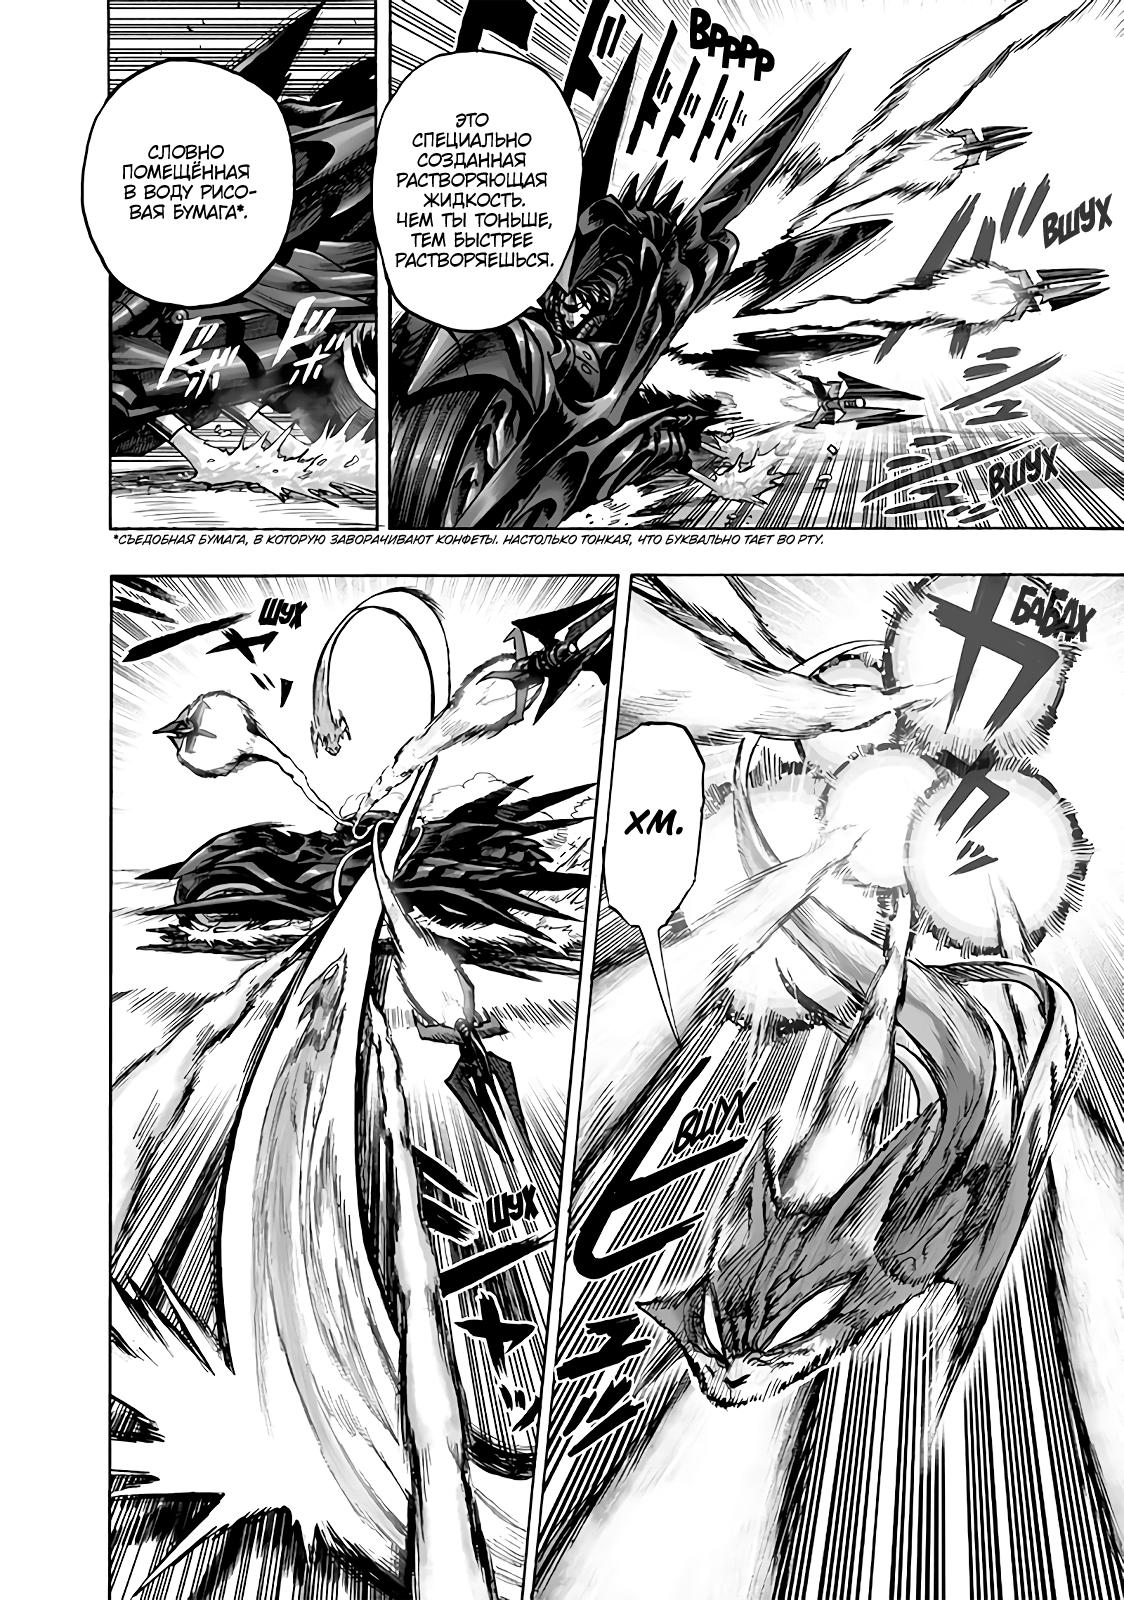 ВРРРР
ЭТО
СПЕЦИАЛЬНО
СОЗДАННАЯ
РАСТВОРЯЮЩАЯ
ЖИДКОСТЬ.
ЧЕМ ТЫ ТОНЬШЕ,
ТЕМ БЫСТРЕЕ
РАСТВОРЯЕШЬСЯ.
ВШУХ
ВШУХ
СЛОВНО
ПОМЕЩЁННАЯ
В ВОДУ РИСО-
ВАЯ БУМАГА*.
*СЪЕДОБНАЯ БУМАГА, В КОТОРУЮ ЗАВОРАЧИВАЮТ КОНФЕТЫ. НАСТОЛЬКО ТОНКАЯ, ЧТО БУКВАЛЬНО ТАЕТ ВО РТУ.
БАБАХ
ХМ.
ВШУХ
ШУХ
ШУХ